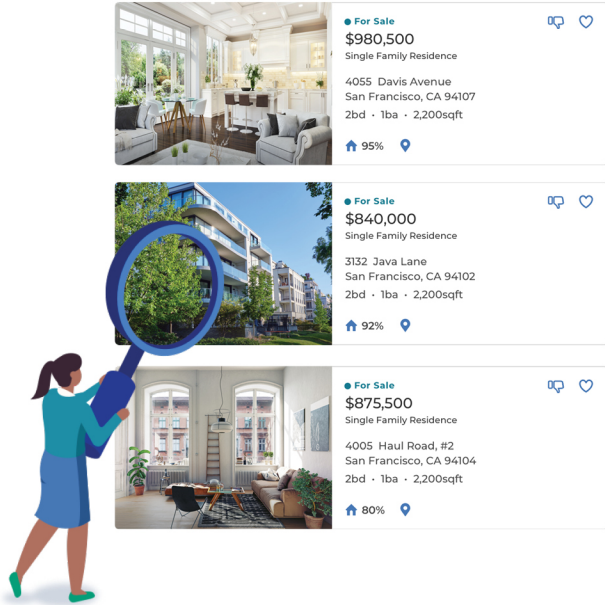 For Sale
$980,500
Single Family Residence
4055 Davis Avenue
San Francisco, CA 94107
2bd · 1ba · 2,200sqft
95%
For Sale
$840,000
Single Family Residence
3132 Java Lane
San Francisco, CA 94102
2bd · 1ba · 2,200sqft
92%
For Sale
$875,500
Single Family Residence
4005 Haul Road, #2
San Francisco, CA 94104
2bd · 1ba · 2,200sqft
80%